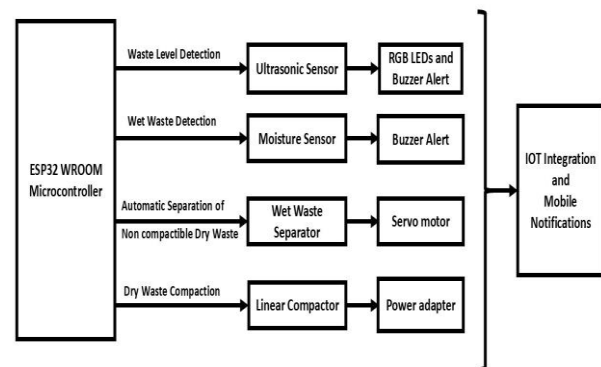 ESP32 WROOM
Microcontroller
Waste Level Detection
Ultrasonic Sensor
RGB LEDs and
Buzzer Alert
Wet Waste Detection
Moisture Sensor
Buzzer Alert
Automatic Separation of
Non compactible Dry Waste
Wet Waste
Separator
Servo motor
Dry Waste Compaction
Linear Compactor
Power adapter
IOT Integration
and
Mobile
Notifications